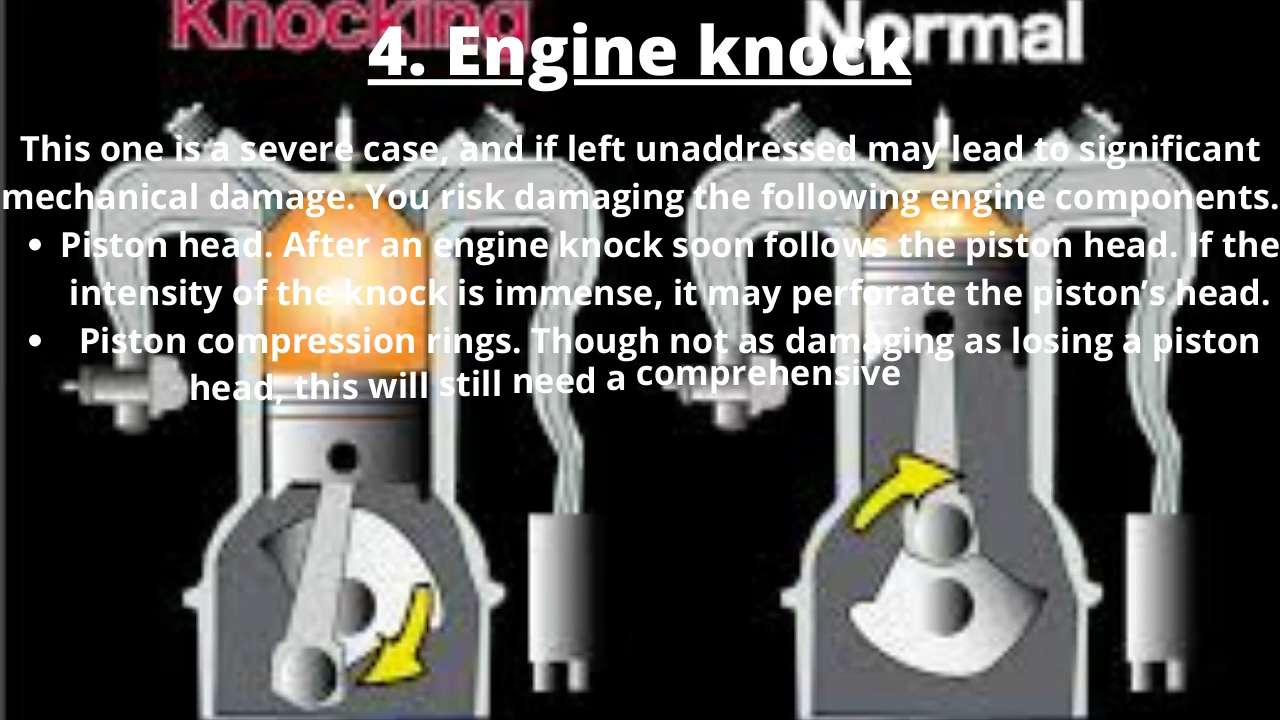 Knocking
Normal
4. Engine knock
This one is a severe case, and if left unaddressed may lead to significant
mechanical damage. You risk damaging the following engine components.
• Piston head. After an engine knock soon follows the piston head. If the
intensity of the knock is immense, it may perforate the piston’s head.
• Piston compression rings. Though not as damaging as losing a piston
head, this will still need a comprehensive